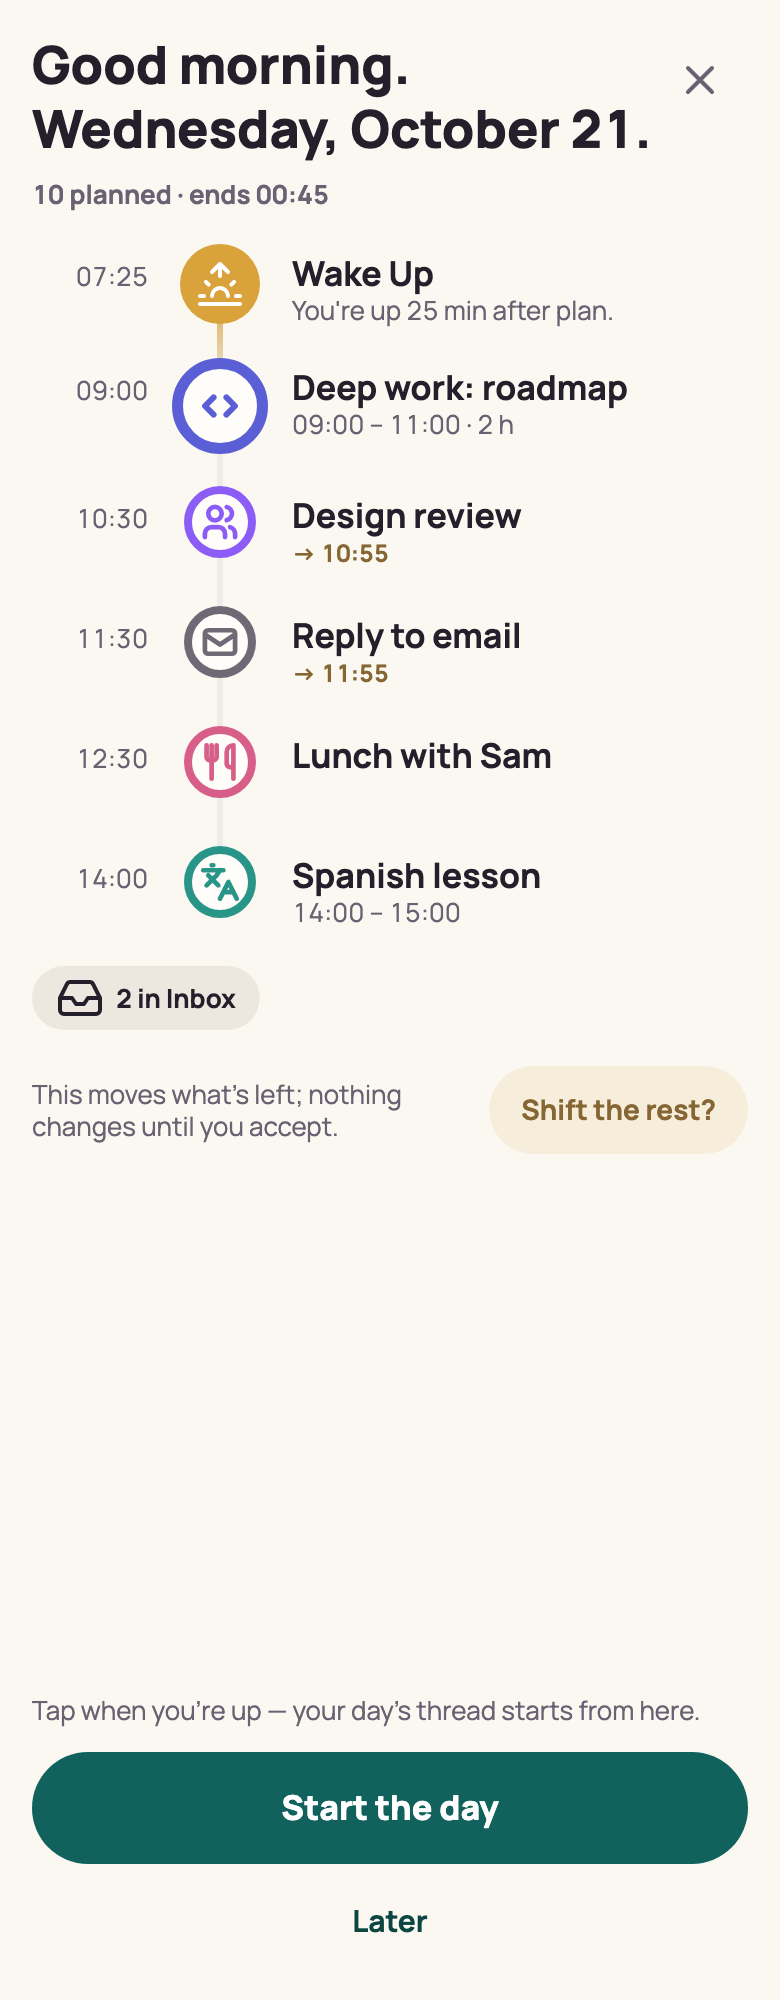 Good morning.
Wednesday, October 21.
10 planned · ends 00:45
07:25
Wake Up
You're up 25 min after plan.
09:00
Deep work: roadmap
09:00 – 11:00 · 2 h
10:30
Design review
→ 10:55
11:30
Reply to email
→ 11:55
12:30
Lunch with Sam
14:00
Spanish lesson
14:00 – 15:00
2 in Inbox
This moves what’s left; nothing
changes until you accept.
Shift the rest?
Tap when you’re up — your day’s thread starts from here.
Start the day
Later